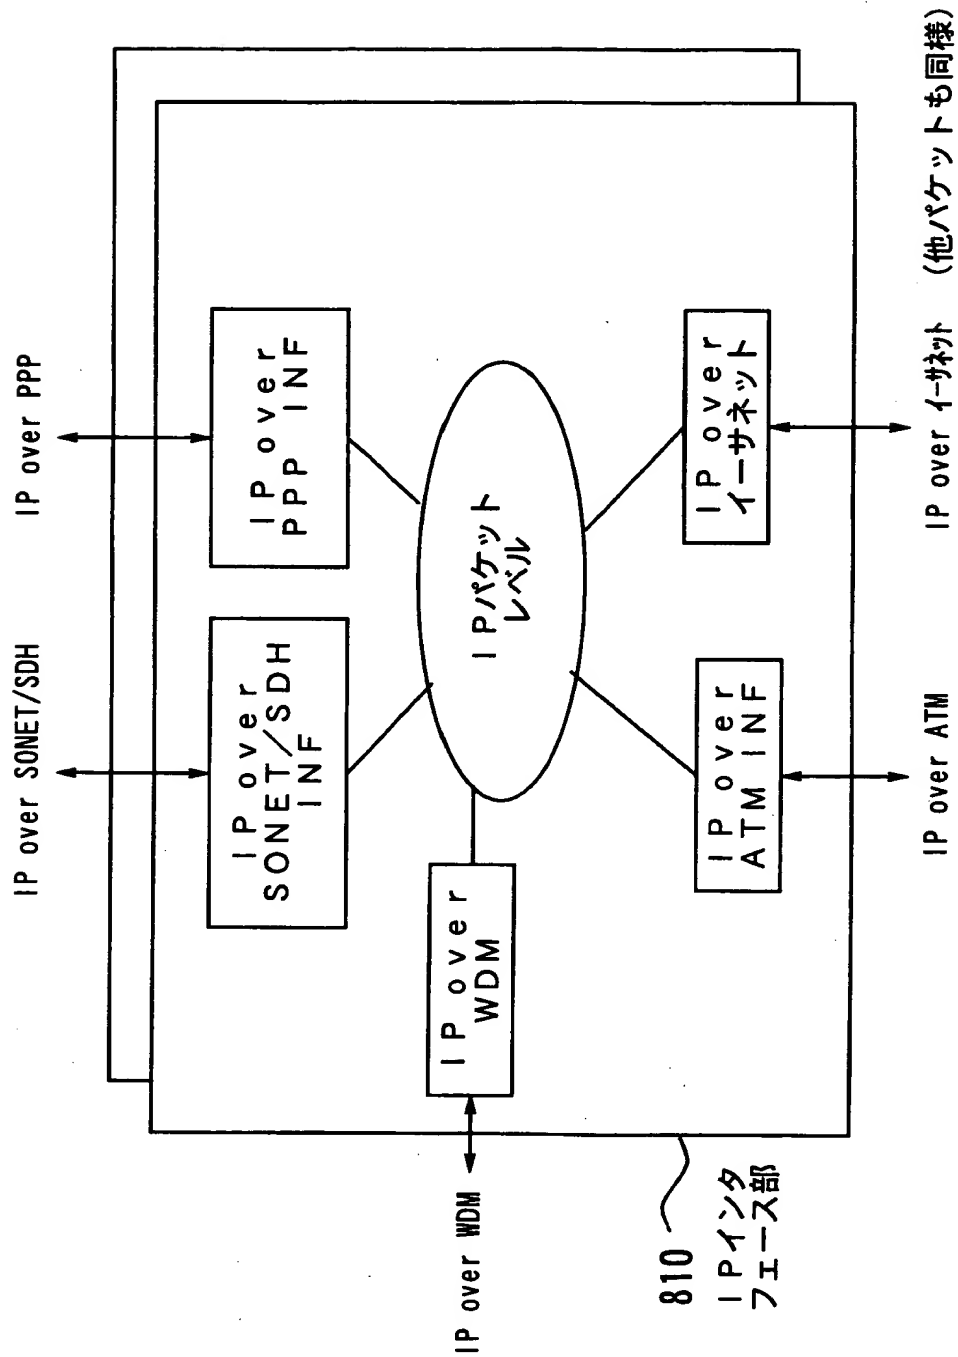 IP over SONET/SDH
IP over PPP
IP over
SONET/SDH
INF
IP over
PPP INF
IP over WDM
IP over
WDM
IPパケット
レベル
810
IPインタ
フェース部
IP over
ATM INF
IP over
イーサネット
IP over ATM
IP over イーサネット
(他パケットも同様)